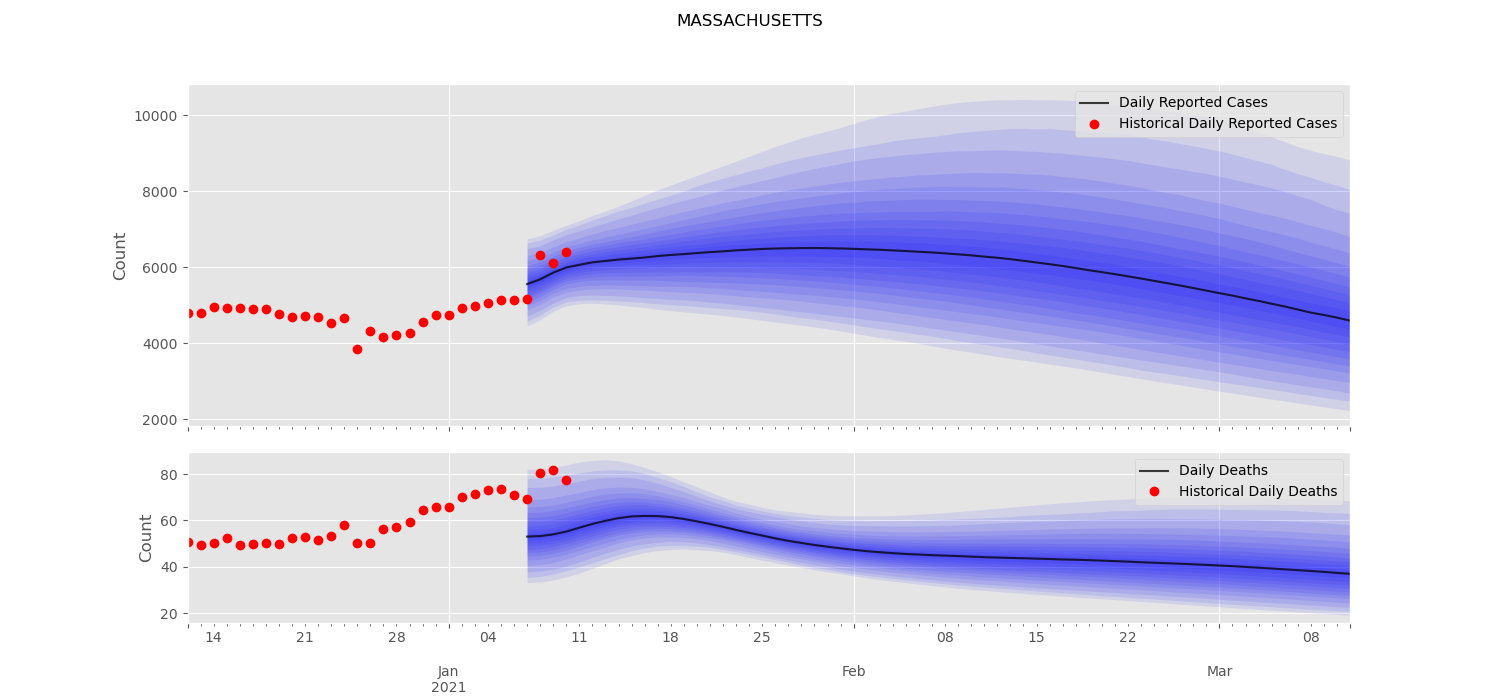 MASSACHUSETTS
Daily Reported Cases
Historical Daily Reported Cases
10000
8000
6000
4000
2000
Count
Daily Deaths
Historical Daily Deaths
80
60
40
20
Count
14 21 28 04 11 18 25 08 15 22 08
Jan Feb Mar
2021